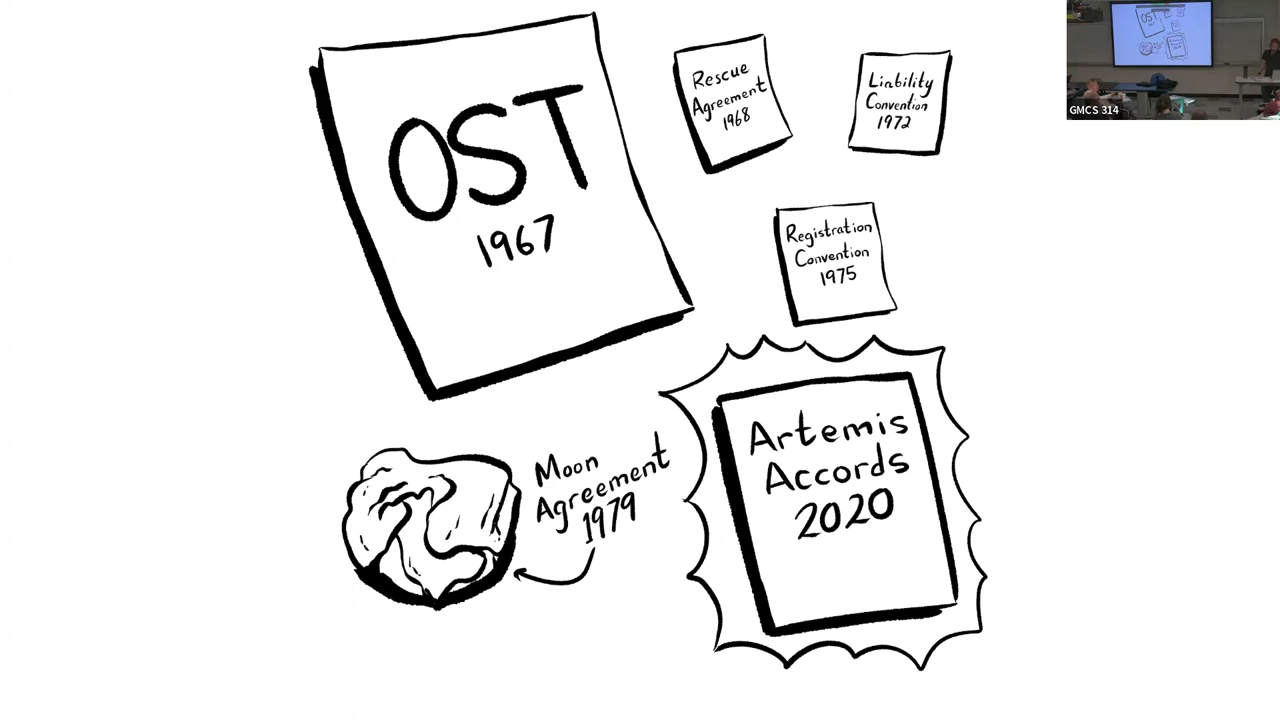 OST
1967
Rescue
Agreement
1968
Liability
Convention
1972
Registration
Convention
1975
Moon
Agreement
1979
Artemis
Accords
2020
GMCS 314